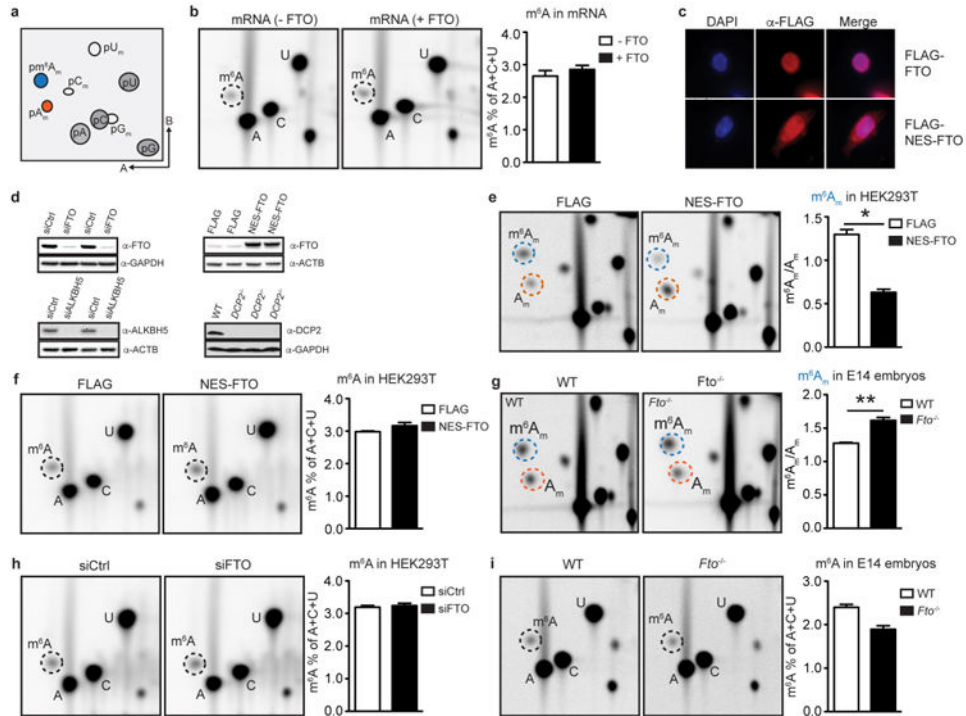 a
pUm
pm⁶Am
pCm
pU
pAm
pC
pGm
pA
pG
B
A
b
mRNA (- FTO)
mRNA (+ FTO)
U
m⁶A
m⁶A
A
C
A
C
m⁶A in mRNA
m⁶A % of A+C+U
4.0
3.0
2.0
1.0
0.0
- FTO
+ FTO
c
DAPI
α-FLAG
Merge
FLAG-
FTO
FLAG-
NES-FTO
d
siCtrl
siFTO
siCtrl
siFTO
α-FTO
α-GAPDH
FLAG
FLAG
NES-FTO
NES-FTO
α-FTO
α-ACTB
siCtrl
siALKBH5
siCtrl
siALKBH5
α-ALKBH5
α-ACTB
WT
DCP2⁻/⁻
DCP2⁻/⁻
DCP2⁻/⁻
α-DCP2
α-GAPDH
e
FLAG
NES-FTO
m⁶Am
Am
m⁶Am
Am
m⁶Am in HEK293T
m⁶Am/Am
1.5
1.0
0.5
0.0
*
FLAG
NES-FTO
f
FLAG
NES-FTO
U
U
m⁶A
m⁶A
A
C
A
C
m⁶A in HEK293T
m⁶A % of A+C+U
4.0
3.0
2.0
1.0
0.0
FLAG
NES-FTO
g
WT
Fto⁻/⁻
WT
Fto⁻/⁻
m⁶Am
Am
m⁶Am
Am
m⁶Am in E14 embryos
m⁶Am/Am
2.0
1.5
1.0
0.5
0.0
**
WT
Fto⁻/⁻
h
siCtrl
siFTO
U
U
m⁶A
m⁶A
A
C
A
C
m⁶A in HEK293T
m⁶A % of A+C+U
4.0
3.0
2.0
1.0
0.0
siCtrl
siFTO
i
WT
Fto⁻/⁻
U
U
m⁶A
m⁶A
A
C
A
C
m⁶A in E14 embryos
m⁶A % of A+C+U
3.0
2.0
1.0
0.0
WT
Fto⁻/⁻